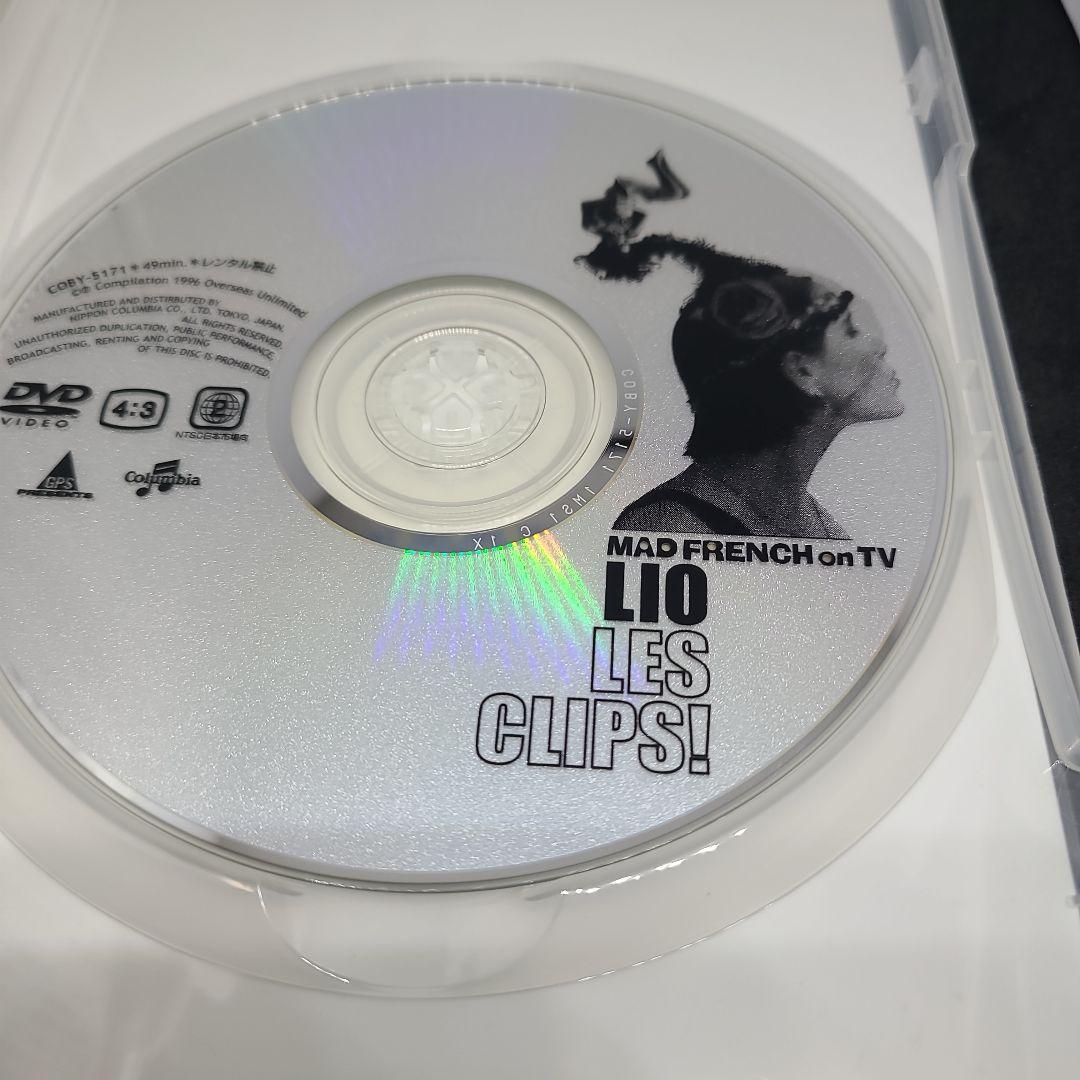 COBY-5171*49min.*レンタル禁止
©℗ Compilation 1996 Overseas Unlimited
MANUFACTURED AND DISTIRBUTED BY
NIPPON COLUMBIA CO., LTD. TOKYO, JAPAN.
ALL RIGHTS RESERVED.
UNAUTHORIZED DUPLICATION, PUBLIC PERFORMANCE,
BROADCASTING, RENTING AND COPYING
OF THIS DISC IS PROHIBITED.
DVD
VIDEO
4:3
2
NTSC日本市場向
GPS
PRESENTS
Columbia
COBY-5171 1MS1 C 1X
MAD FRENCH on TV
LIO
LES
CLIPS!